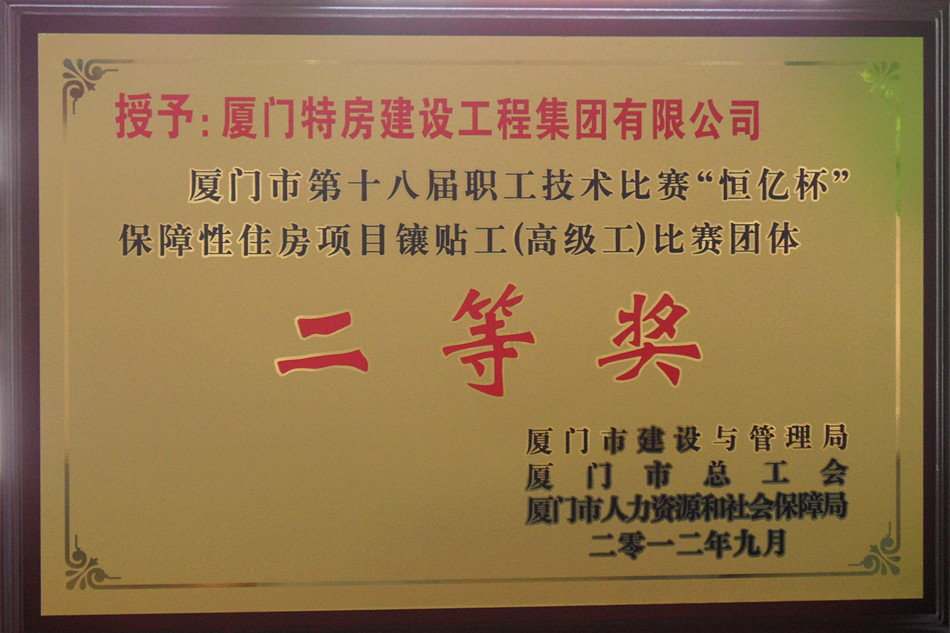 授予:厦门特房建设工程集团有限公司
厦门市第十八届职工技术比赛“恒亿杯”
保障性住房项目镶贴工(高级工)比赛团体
二等奖
厦门市建设与管理局
厦门市总工会
厦门市人力资源和社会保障局
二零一二年九月